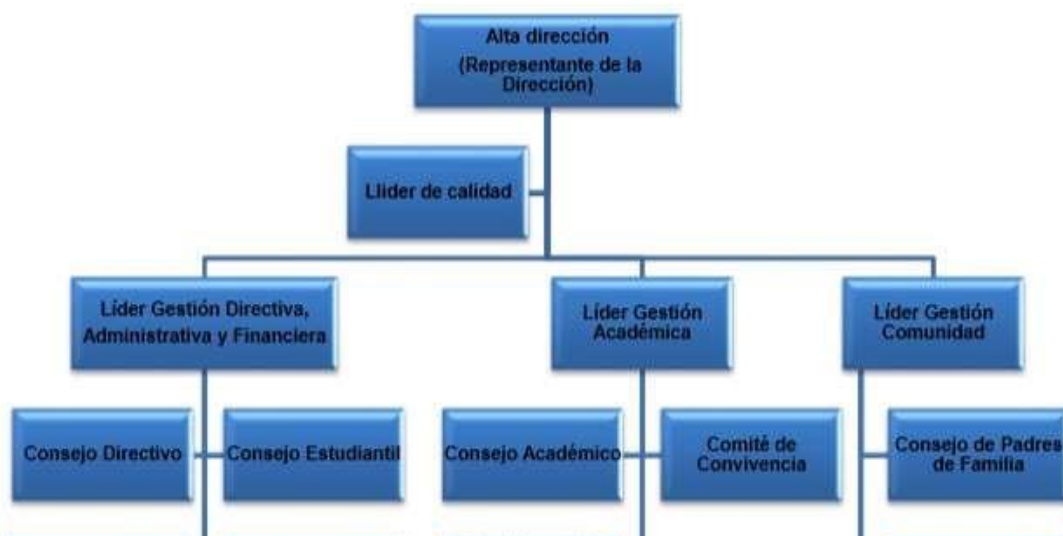 Alta dirección
(Representante de la
Dirección)
Llider de calidad
Líder Gestión Directiva,
Administrativa y Financiera
Líder Gestión
Académica
Líder Gestión
Comunidad
Consejo Directivo
Consejo Estudiantil
Consejo Académico
Comité de
Convivencia
Consejo de Padres
de Familia